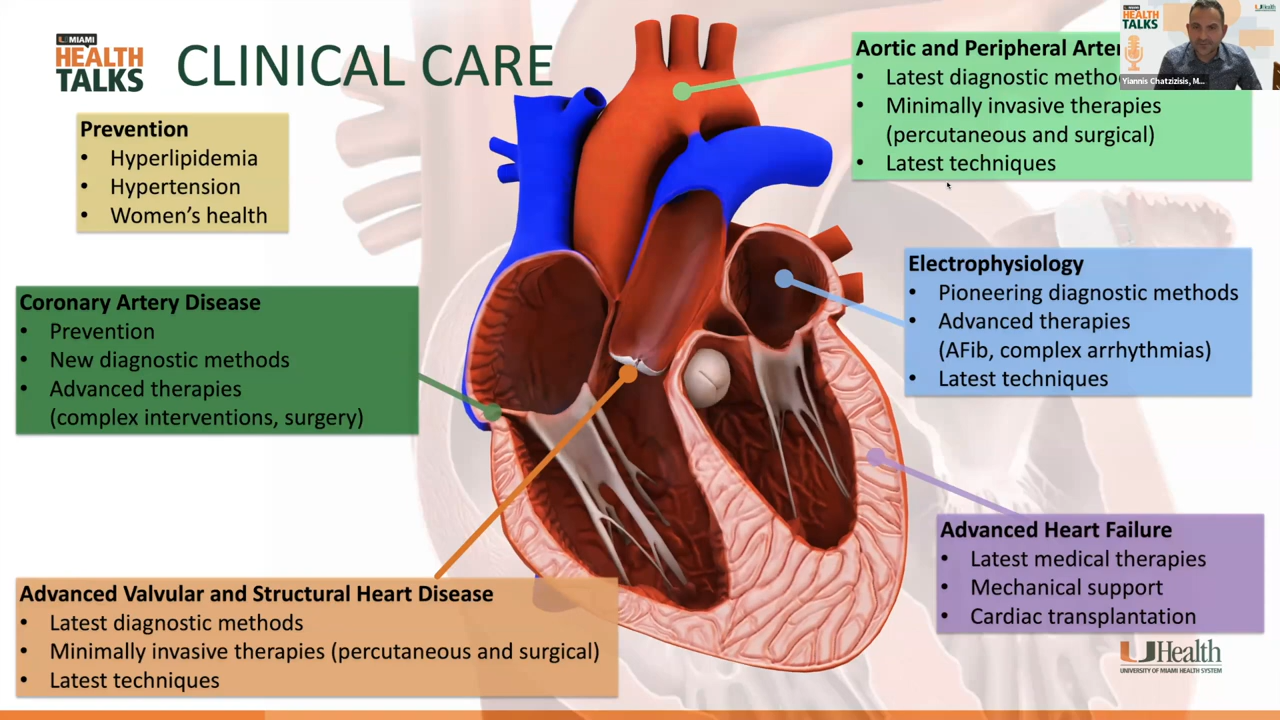 U MIAMI
HEALTH
TALKS
CLINICAL CARE
Prevention
• Hyperlipidemia
• Hypertension
• Women’s health
Coronary Artery Disease
• Prevention
• New diagnostic methods
• Advanced therapies
(complex interventions, surgery)
Advanced Valvular and Structural Heart Disease
• Latest diagnostic methods
• Minimally invasive therapies (percutaneous and surgical)
• Latest techniques
Aortic and Peripheral
• Latest diagnostic
• Minimally invasive therapies
(percutaneous and surgical)
• Latest techniques
Electrophysiology
• Pioneering diagnostic methods
• Advanced therapies
(AFib, complex arrhythmias)
• Latest techniques
Advanced Heart Failure
• Latest medical therapies
• Mechanical support
• Cardiac transplantation
UHealth
UNIVERSITY OF MIAMI HEALTH SYSTEM
HEALTH
TALKS
UHealth
Yiannis Chatzizisis, M...